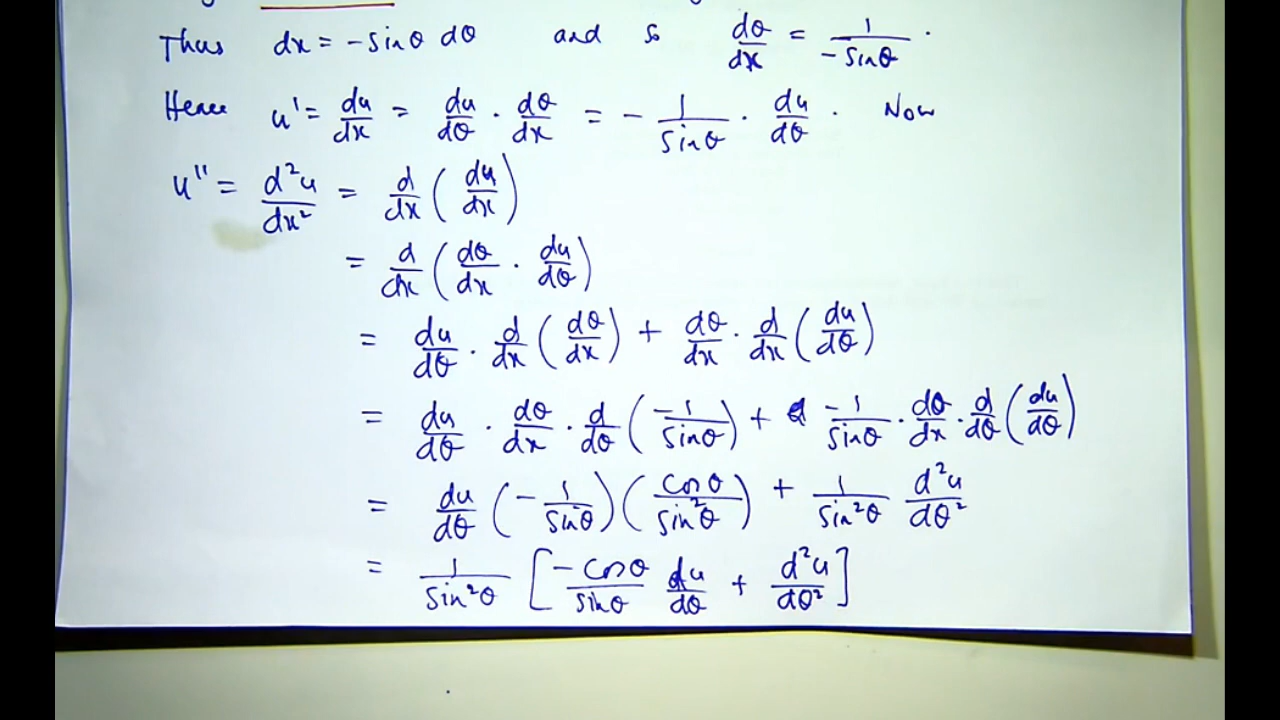 Thus dx = -sinθ dθ and so dθ/dx = 1/-sinθ .
Hence u' = du/dx = du/dθ · dθ/dx = - 1/sinθ · du/dθ . Now
u'' = d²u/dx² = d/dx (du/dx)
= d/dx (dθ/dx · du/dθ)
= du/dθ · d/dx (dθ/dx) + dθ/dx · d/dx (du/dθ)
= du/dθ · dθ/dx · d/dθ (-1/sinθ) + -1/sinθ · dθ/dx · d/dθ (du/dθ)
= du/dθ (- 1/sinθ) (cosθ/sin²θ) + 1/sin²θ d²u/dθ²
= 1/sin²θ [-cosθ/sinθ du/dθ + d²u/dθ²]